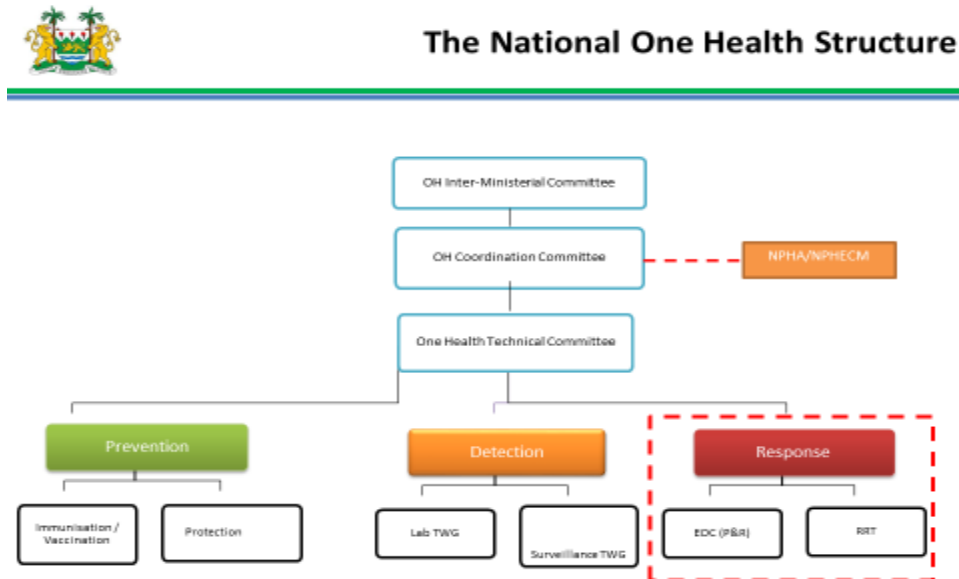 The National One Health Structure
OH Inter-Ministerial Committee
OH Coordination Committee
NPHA/NPHECM
One Health Technical Committee
Prevention
Detection
Response
Immunisation /
Vaccination
Protection
Lab TWG
Surveillance TWG
EOC (P&R)
RRT